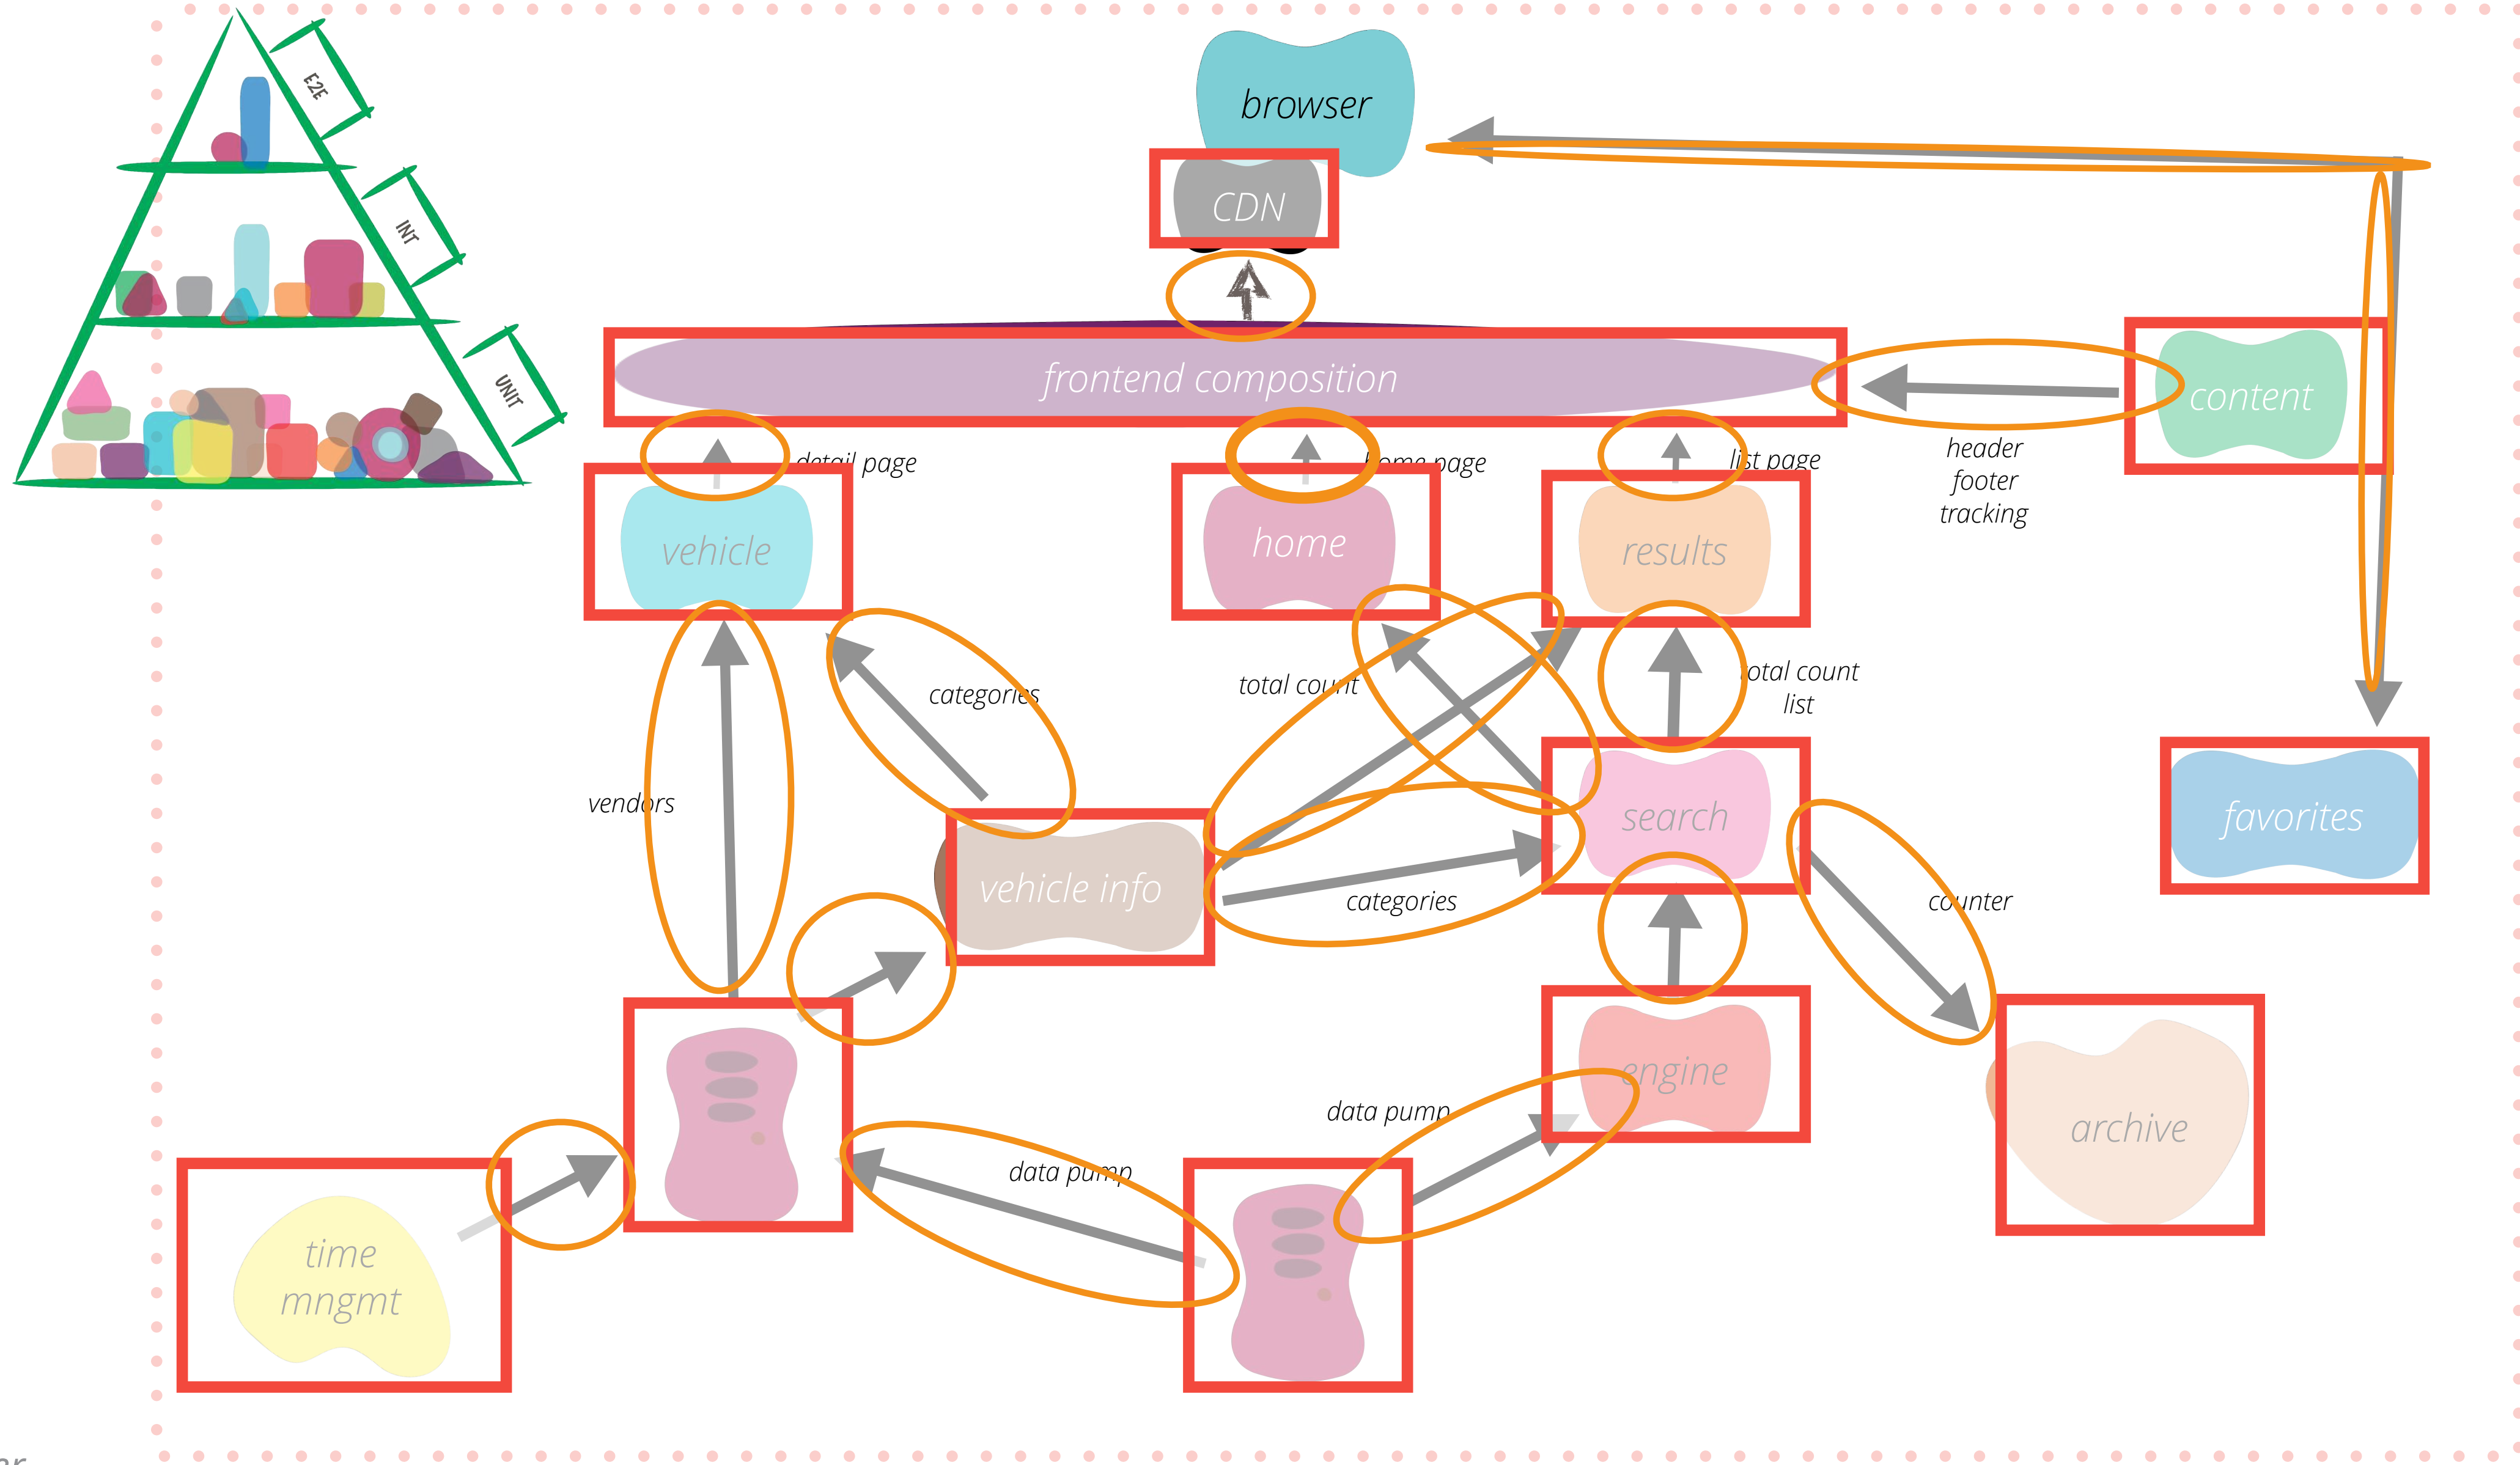 E2E
INT
UNIT
browser
CDN
frontend composition
content
header
footer
tracking
detail page
home page
list page
vehicle
home
results
categories
total count
total count
list
vendors
search
favorites
vehicle info
categories
counter
engine
data pump
archive
data pump
time
mngmt